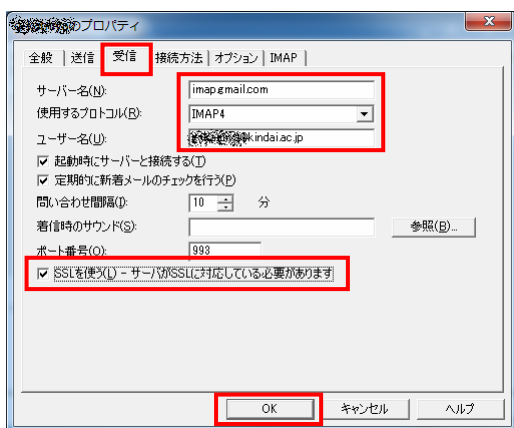 のプロパティ
全般 送信 受信 接続方法 オプション IMAP
サーバー名(N): imap.gmail.com
使用するプロトコル(R): IMAP4
ユーザー名(U): kindai.ac.jp
起動時にサーバーと接続する(T)
定期的に新着メールのチェックを行う(P)
問い合わせ間隔(I): 10 分
着信時のサウンド(S): 参照(B)...
ポート番号(O): 993
SSLを使う(L) - サーバがSSLに対応している必要があります
OK キャンセル ヘルプ